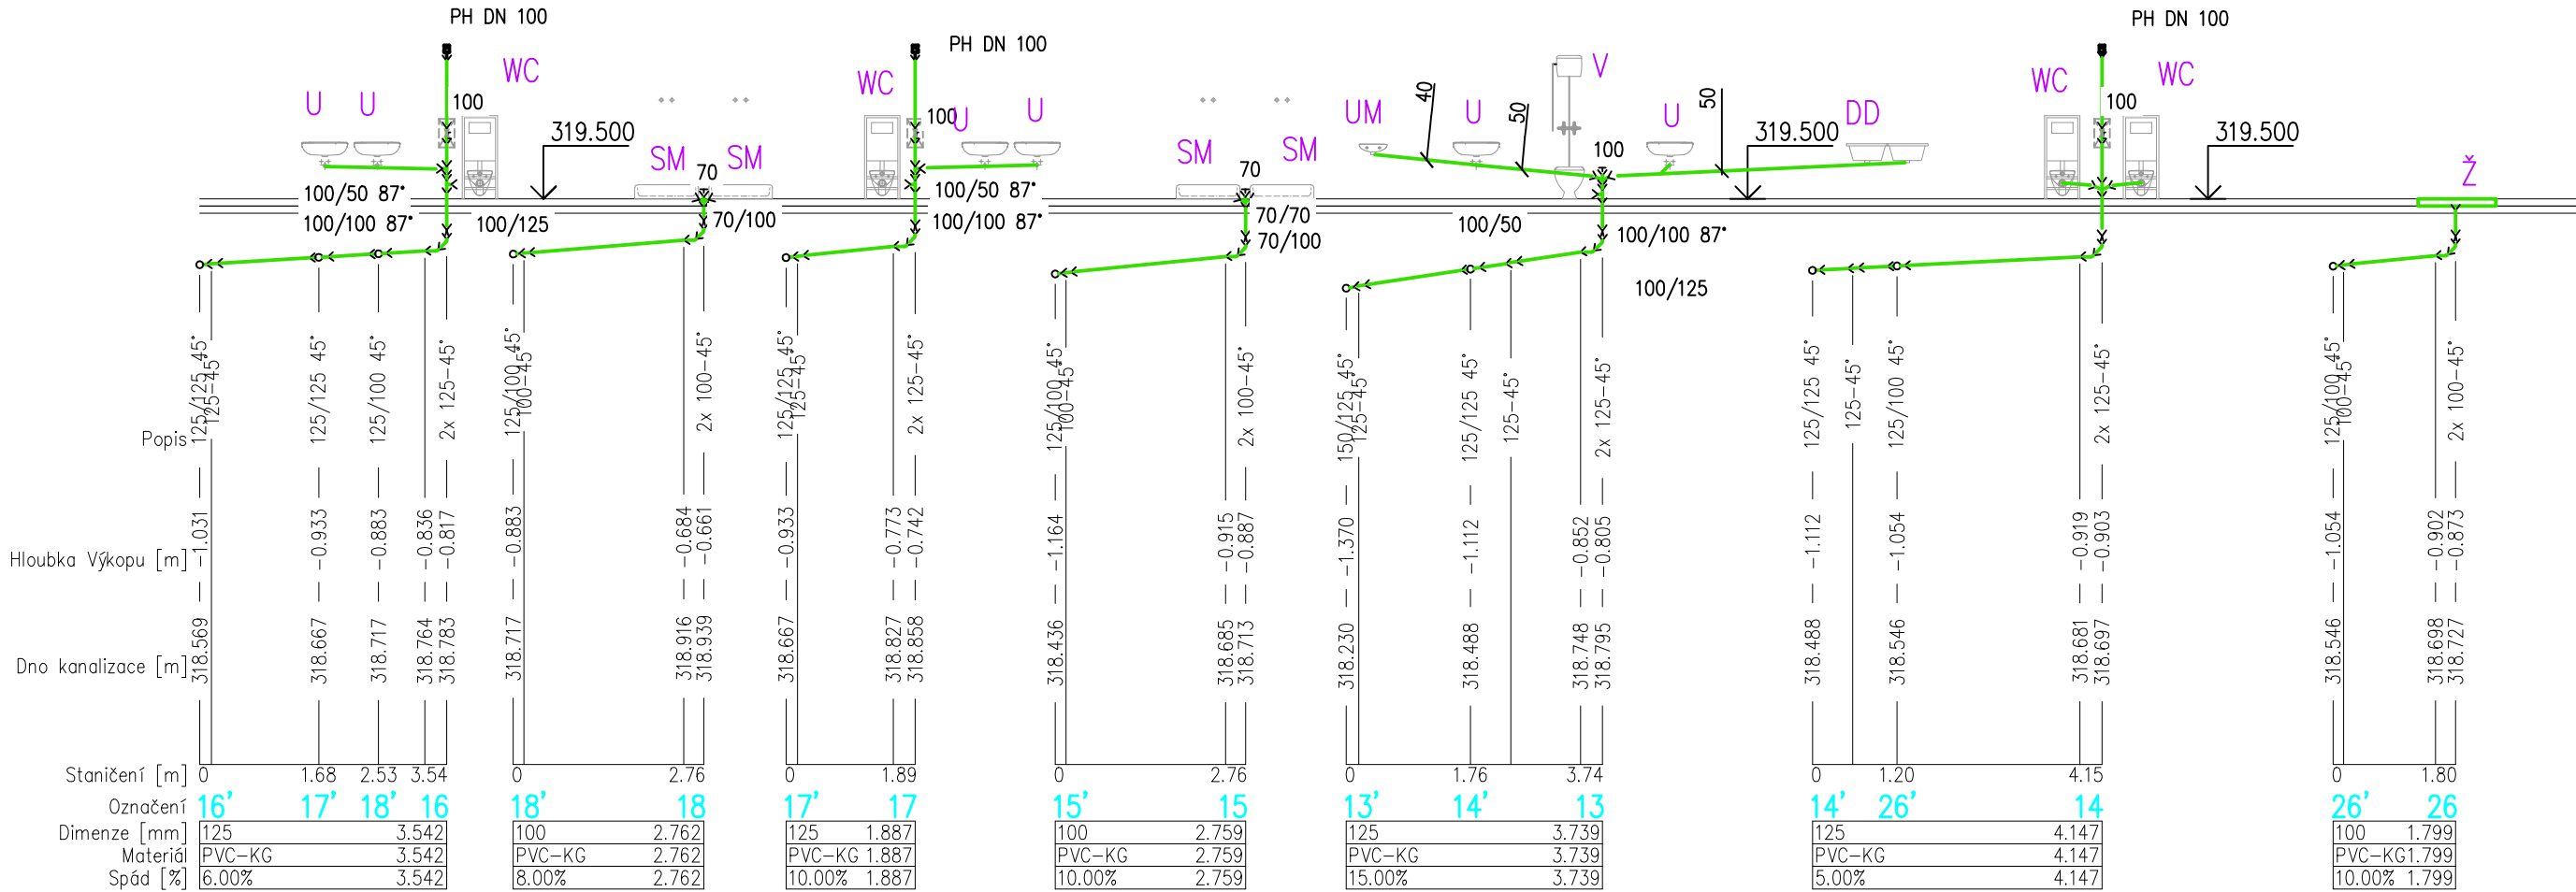 PH DN 100
PH DN 100
PH DN 100
WC
WC
V
WC
WC
U
U
100
100
U
U
40
50
50
100
UM
U
U
DD
319.500
319.500
319.500
SM
SM
SM
SM
70
70
100
Ž
100/50 87°
100/50 87°
100/100 87°
100/125
70/100
100/100 87°
70/70
70/100
100/50
100/100 87°
100/125
Popis
125/125 45°
125-45°
125/125 45°
125/100 45°
2x 125-45°
125/100 45°
100-45°
2x 100-45°
125/125 45°
125-45°
2x 125-45°
125/100 45°
100-45°
2x 100-45°
150/125 45°
125-45°
125/125 45°
125-45°
2x 125-45°
125/125 45°
125-45°
125/100 45°
2x 125-45°
125/100 45°
100-45°
2x 100-45°
Hloubka Výkopu [m]
-1.031
-0.933
-0.883
-0.836
-0.817
-0.883
-0.684
-0.661
-0.933
-0.773
-0.742
-1.164
-0.915
-0.887
-1.370
-1.112
-0.852
-0.805
-1.112
-1.054
-0.919
-0.903
-1.054
-0.902
-0.873
Dno kanalizace [m]
318.569
318.667
318.717
318.764
318.783
318.717
318.916
318.939
318.667
318.827
318.858
318.436
318.685
318.713
318.230
318.488
318.748
318.795
318.488
318.546
318.681
318.697
318.546
318.698
318.727
Staničení [m] 0 1.68 2.53 3.54 0 2.76 0 1.89 0 2.76 0 1.76 3.74 0 1.20 4.15 0 1.80
Označení 16' 17' 18' 16 18' 18 17' 17 15' 15 13' 14' 13 14' 26' 14 26' 26
Dimenze [mm] 125 3.542 100 2.762 125 1.887 100 2.759 125 3.739 125 4.147 100 1.799
Materiál PVC-KG 3.542 PVC-KG 2.762 PVC-KG 1.887 PVC-KG 2.759 PVC-KG 3.739 PVC-KG 4.147 PVC-KG 1.799
Spád [%] 6.00% 3.542 8.00% 2.762 10.00% 1.887 10.00% 2.759 15.00% 3.739 5.00% 4.147 10.00% 1.799